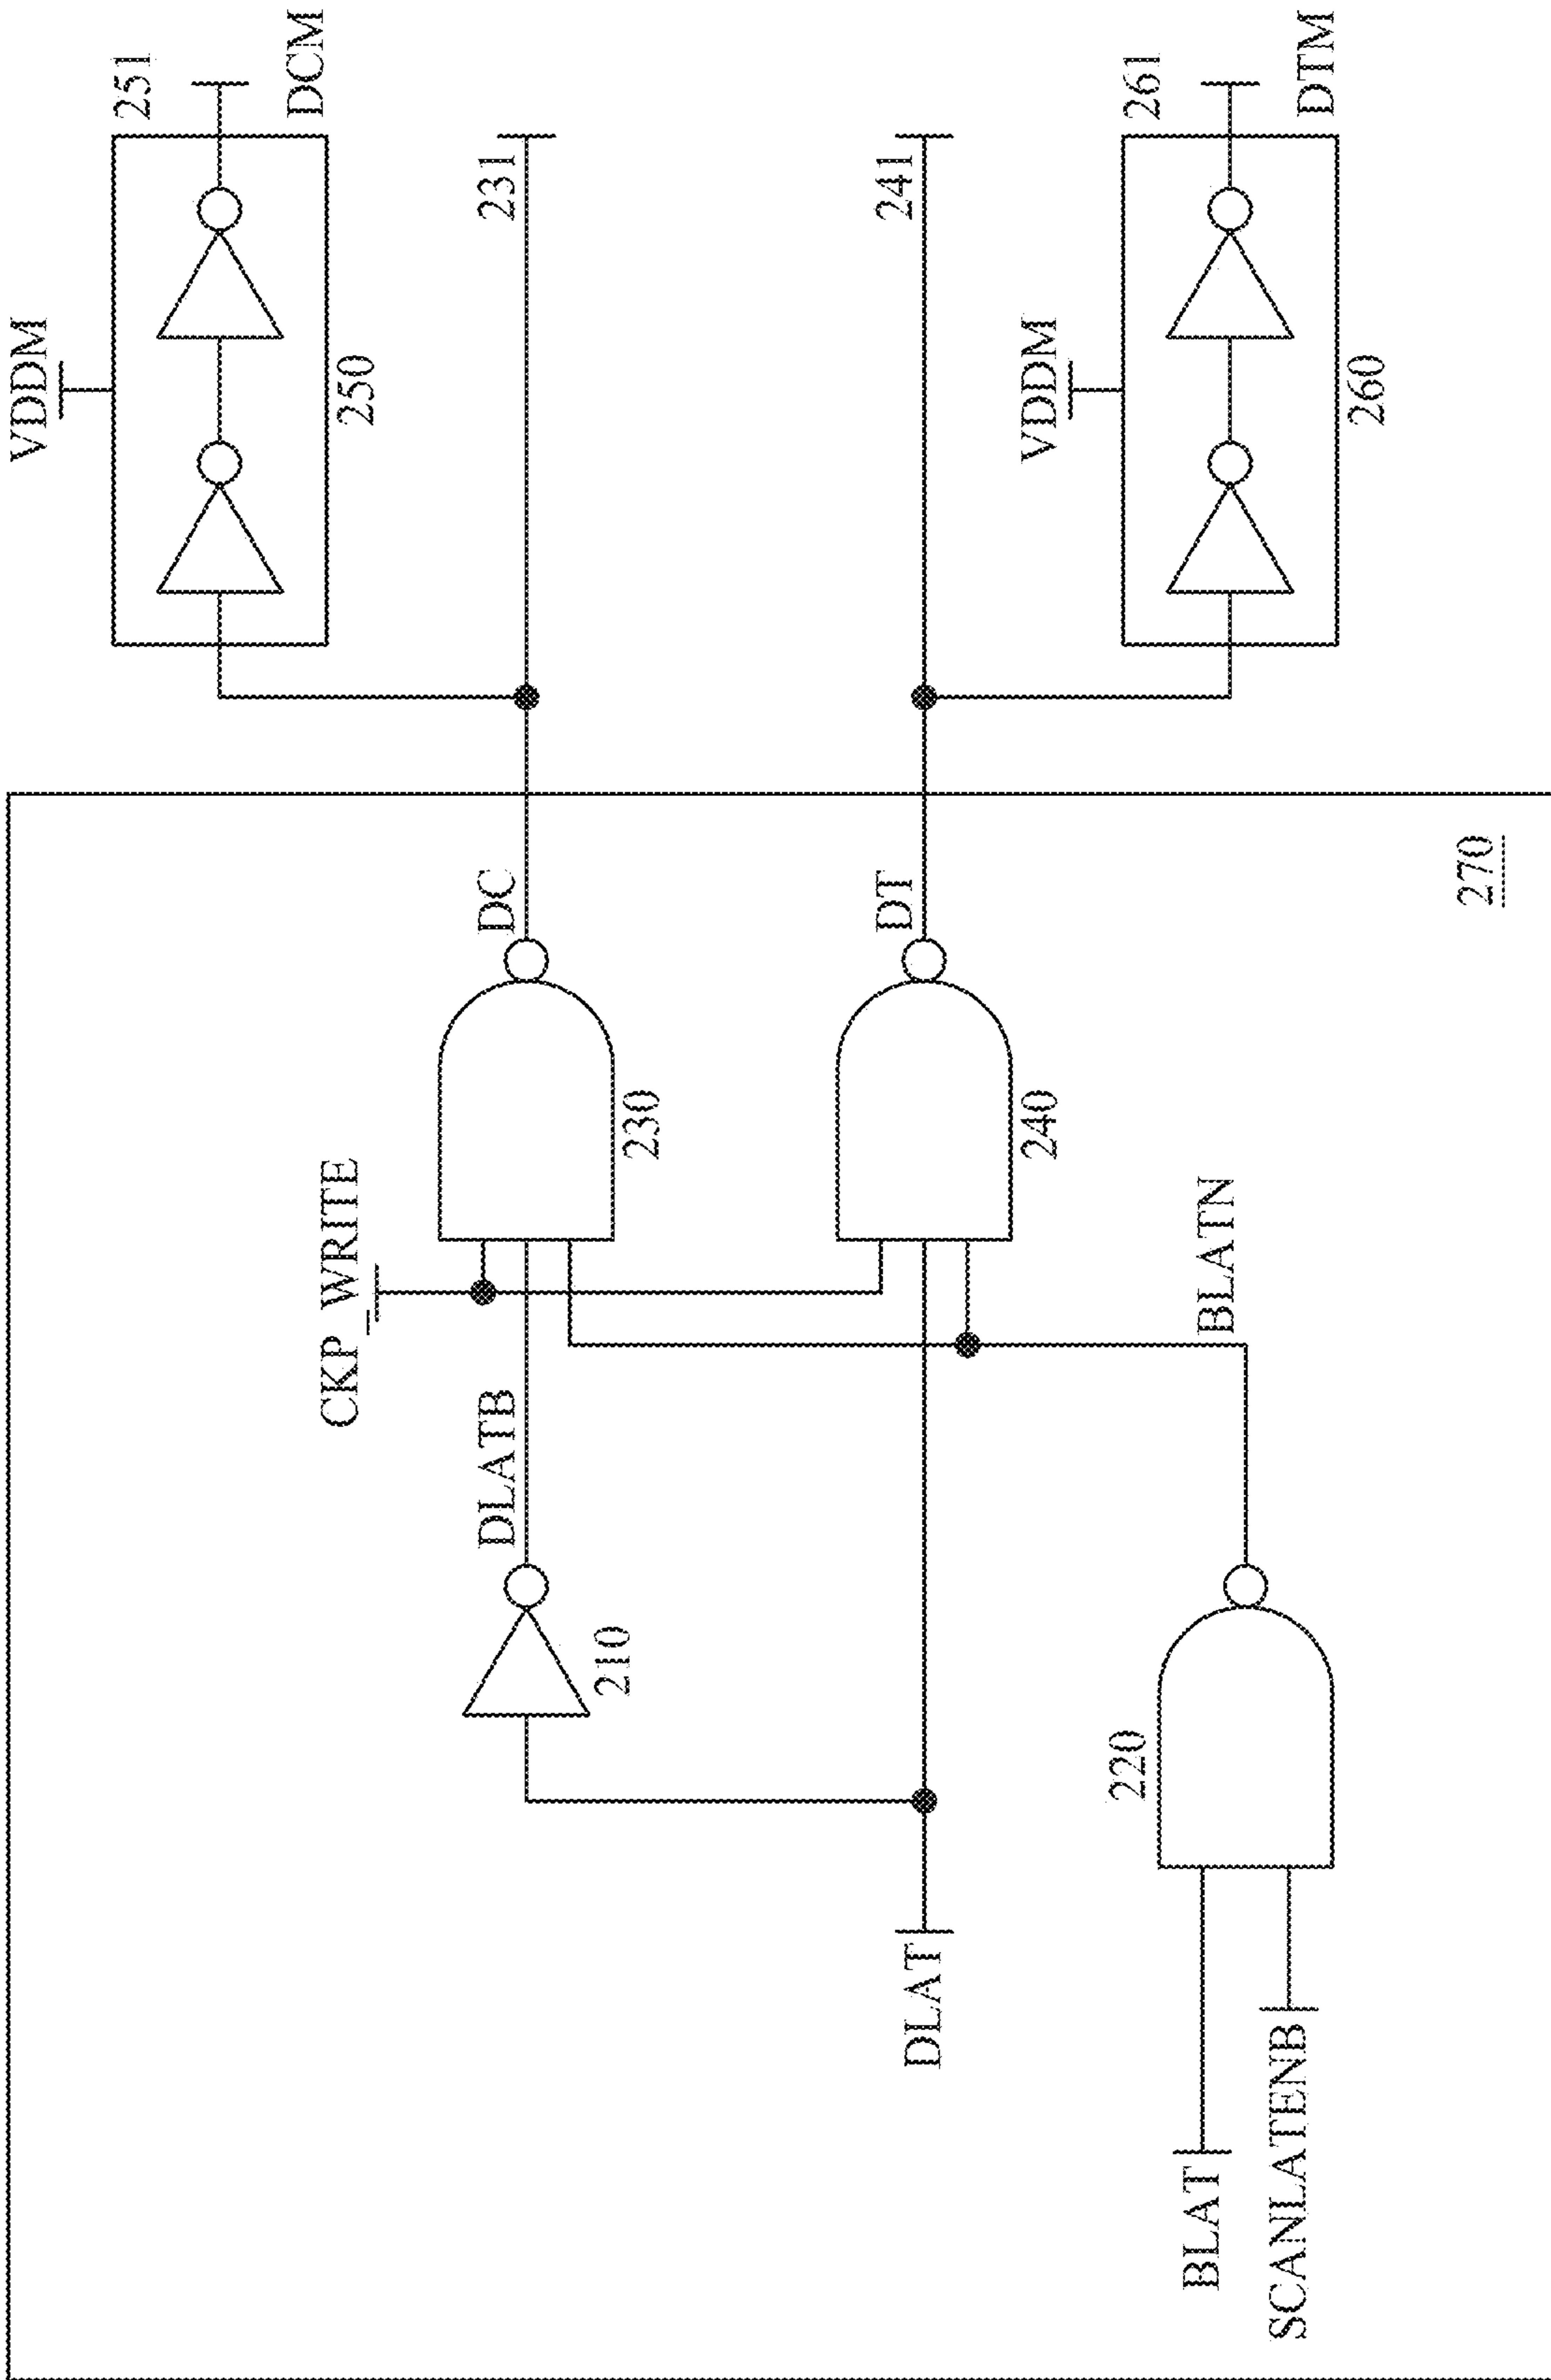 VDDM
251
DCM
250
231
CKP_WRITE
DLATB
DC
230
210
DLAT
DT
241
240
VDDM
261
DTM
260
BLATN
220
BLAT
SCANLATENB
270